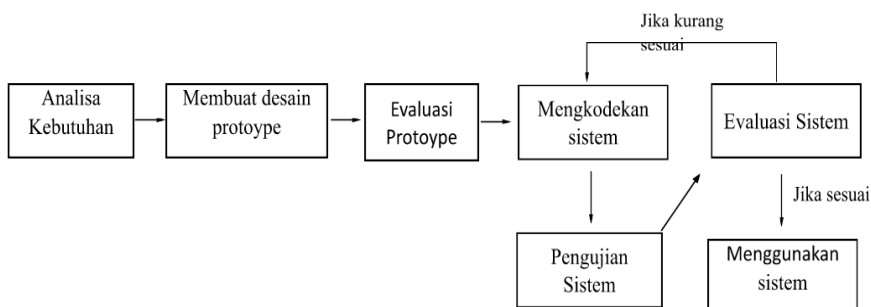 Jika kurang
sesuai
Analisa
Kebutuhan
Membuat desain
protoype
Evaluasi
Protoype
Mengkodekan
sistem
Evaluasi Sistem
Jika sesuai
Pengujian
Sistem
Menggunakan
sistem